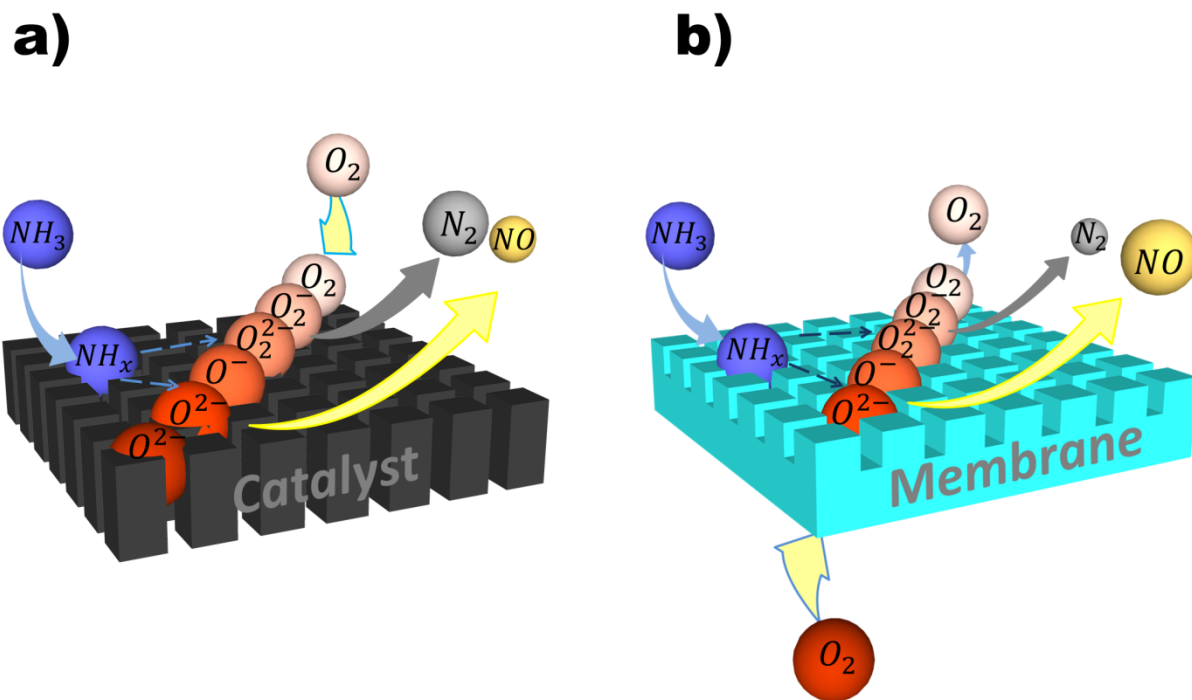 a)
O₂
NH₃
N₂
NO
O₂
O₂⁻
O₂²⁻
NHₓ
O⁻
O²⁻
O²⁻
Catalyst
b)
NH₃
O₂
N₂
NO
O₂
O₂⁻
O₂²⁻
NHₓ
O⁻
O²⁻
Membrane
O₂